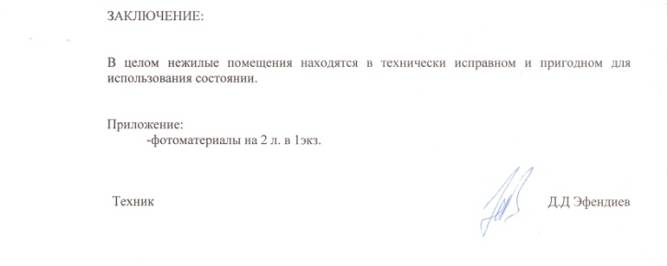 ЗАКЛЮЧЕНИЕ:
В целом нежилые помещения находятся в технически исправном и пригодном для
использования состоянии.
Приложение:
-фотоматериалы на 2 л. в 1экз.
Техник Д.Д Эфендиев